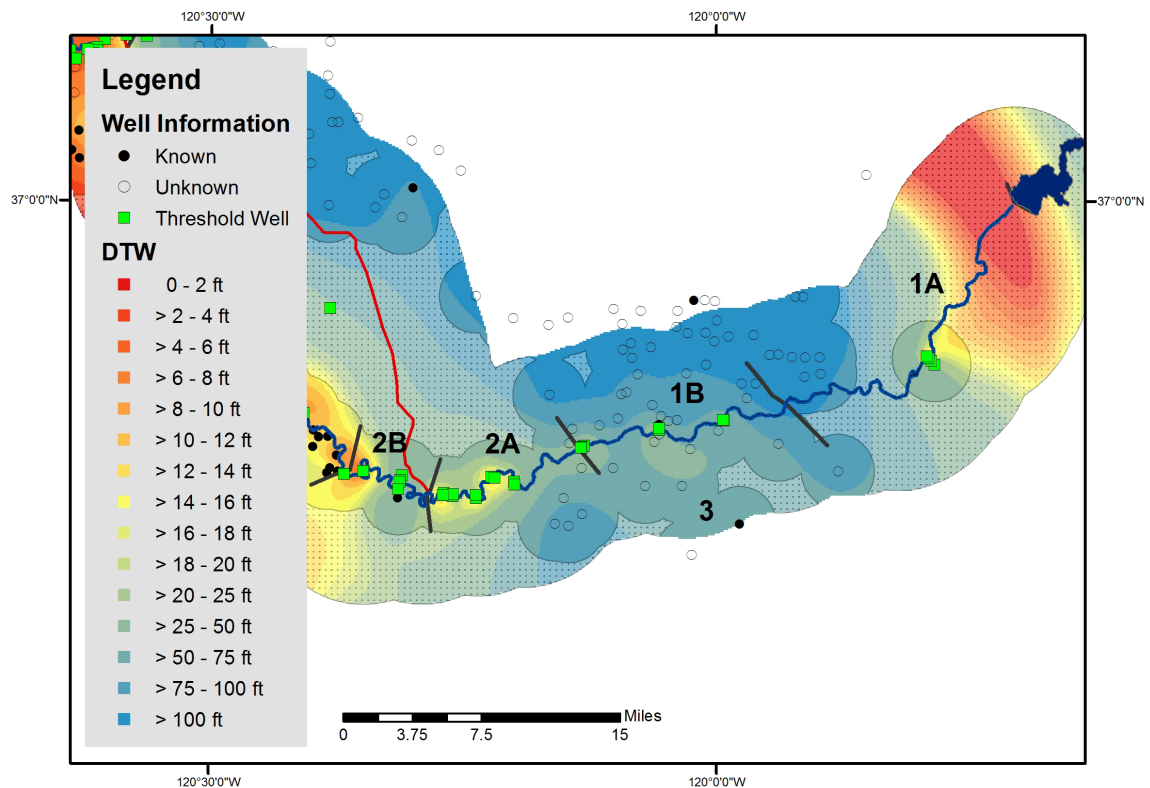 120°30'0"W 120°0'0"W
37°0'0"N 37°0'0"N
Legend
Well Information
Known
Unknown
Threshold Well
DTW
0 - 2 ft
> 2 - 4 ft
> 4 - 6 ft
> 6 - 8 ft
> 8 - 10 ft
> 10 - 12 ft
> 12 - 14 ft
> 14 - 16 ft
> 16 - 18 ft
> 18 - 20 ft
> 20 - 25 ft
> 25 - 50 ft
> 50 - 75 ft
> 75 - 100 ft
> 100 ft
1A
1B
2B 2A
3
Miles
0 3.75 7.5 15
120°30'0"W 120°0'0"W